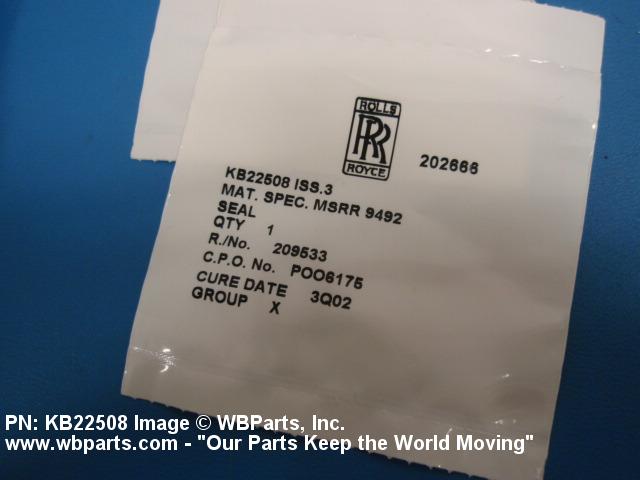 ROLLS
RR
ROYCE
202666
KB22508 ISS.3
MAT. SPEC. MSRR 9492
SEAL
QTY 1
R./No. 209533
C.P.O. No. POO6175
CURE DATE 3Q02
GROUP X
PN: KB22508 Image © WBParts, Inc.
www.wbparts.com - "Our Parts Keep the World Moving"